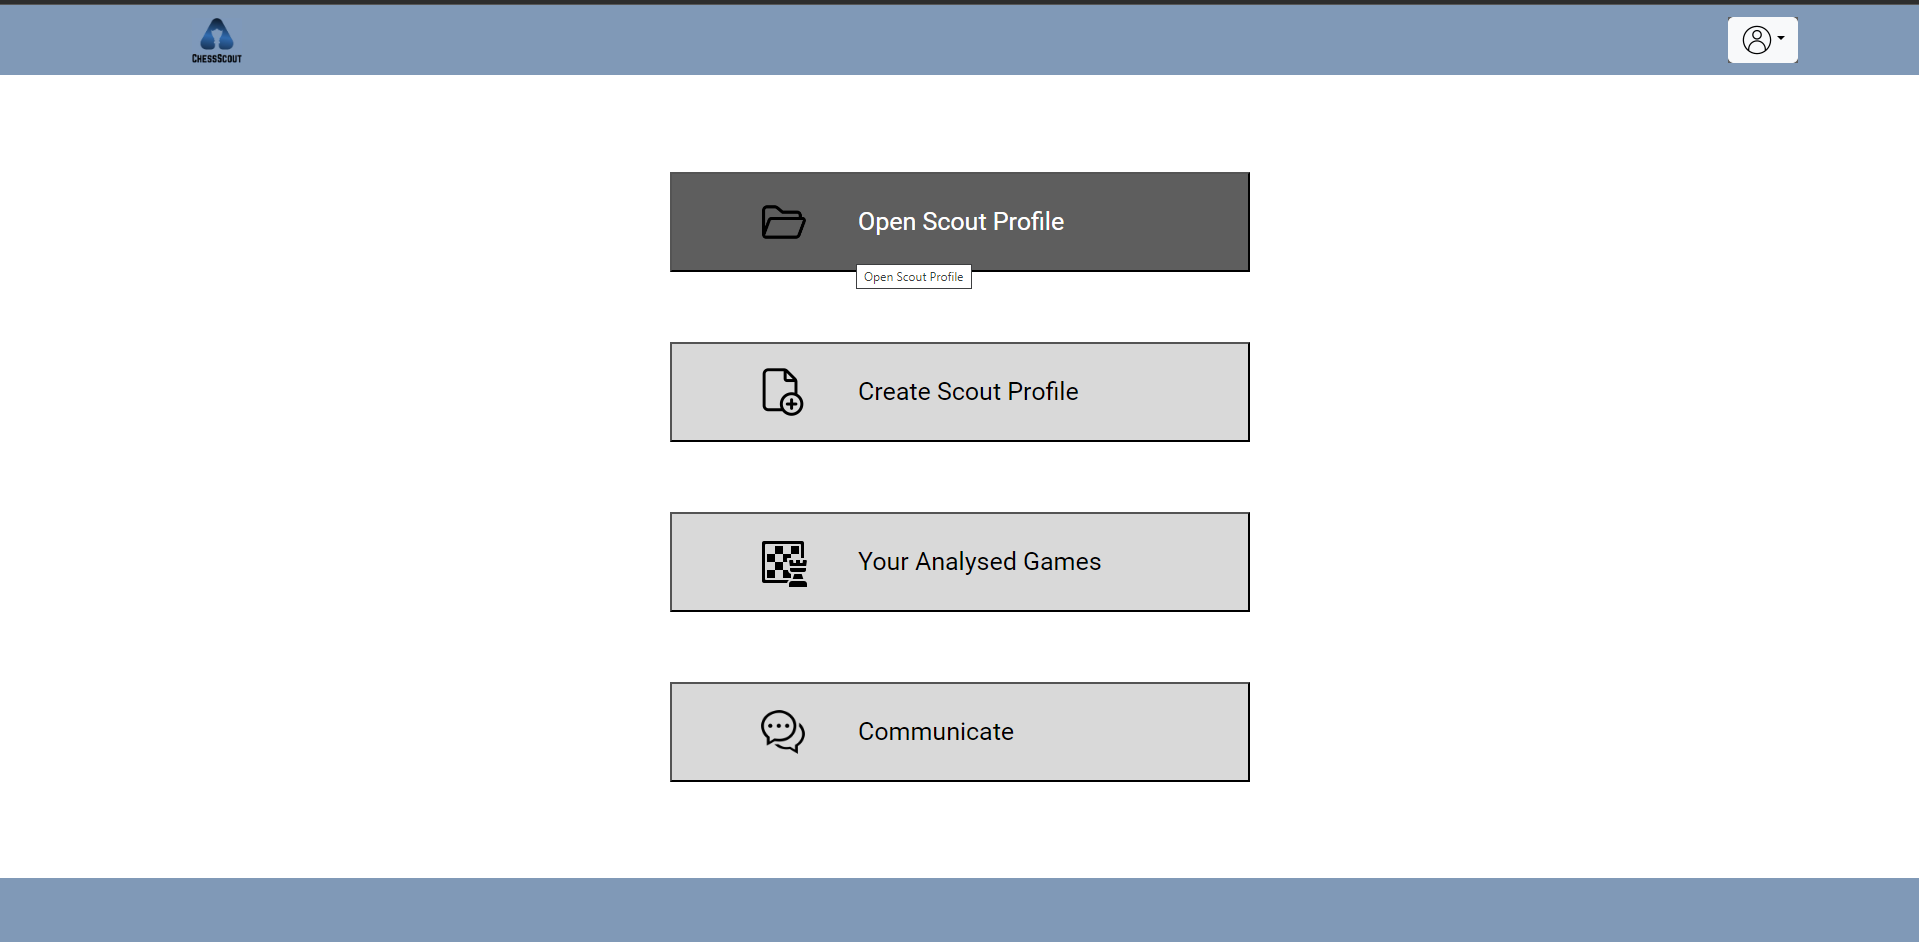 ChessScout
Open Scout Profile
Open Scout Profile
Create Scout Profile
Your Analysed Games
Communicate